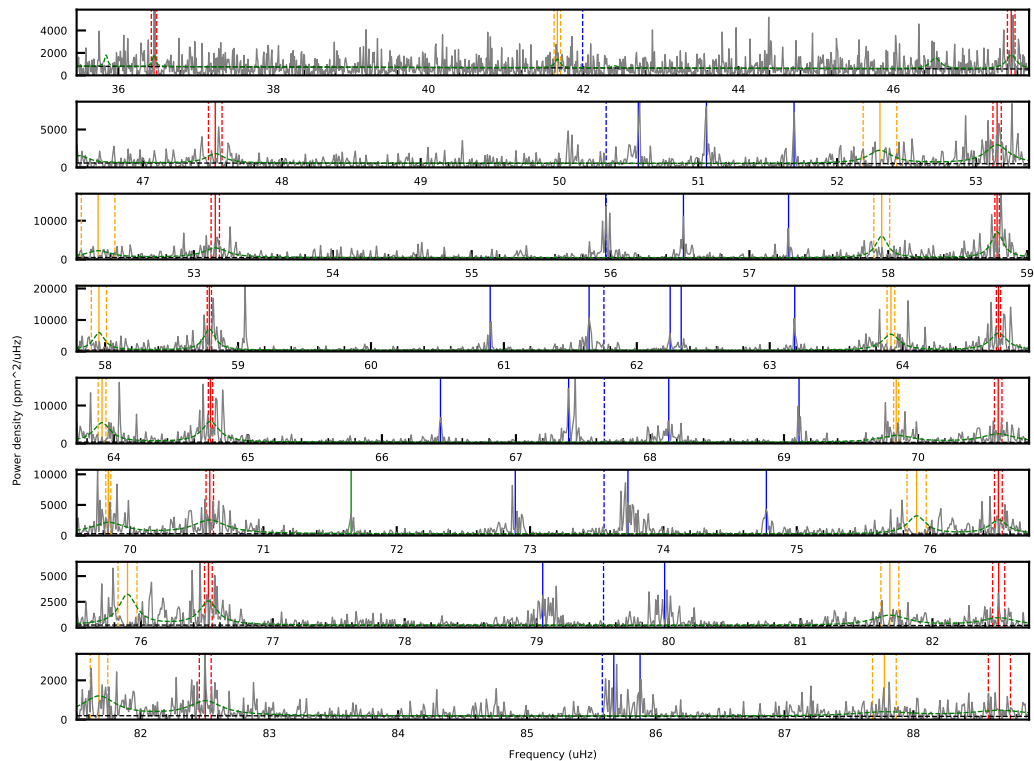 4000
2000
0
36 38 40 42 44 46
5000
0
47 48 49 50 51 52 53
10000
0
53 54 55 56 57 58 59
20000
10000
0
58 59 60 61 62 63 64
Power density (ppm^2/uHz)
10000
0
64 65 66 67 68 69 70
10000
5000
0
70 71 72 73 74 75 76
5000
2500
0
76 77 78 79 80 81 82
2000
0
82 83 84 85 86 87 88
Frequency (uHz)